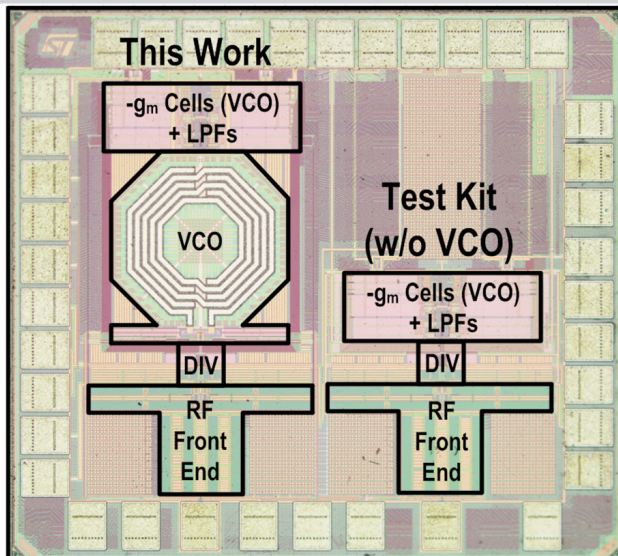 ST
This Work
-gm Cells (VCO)
+ LPFs
VCO
DIV
RF
Front
End
Test Kit
(w/o VCO)
-gm Cells (VCO)
+ LPFs
DIV
RF
Front
End